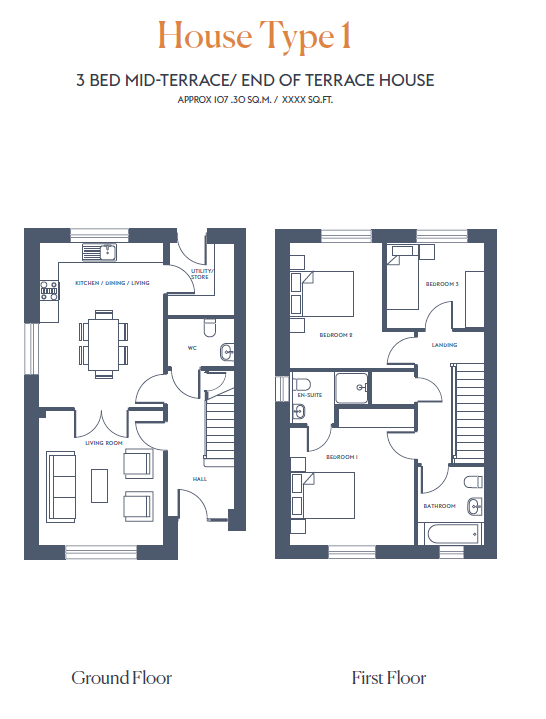 House Type 1
3 BED MID-TERRACE/ END OF TERRACE HOUSE
APPROX 107 .30 SQ.M. / XXXX SQ.FT.
KITCHEN / DINING / LIVING
UTILITY/
STORE
WC
LIVING ROOM
HALL
BEDROOM 3
BEDROOM 2
LANDING
EN-SUITE
BEDROOM 1
BATHROOM
Ground Floor
First Floor